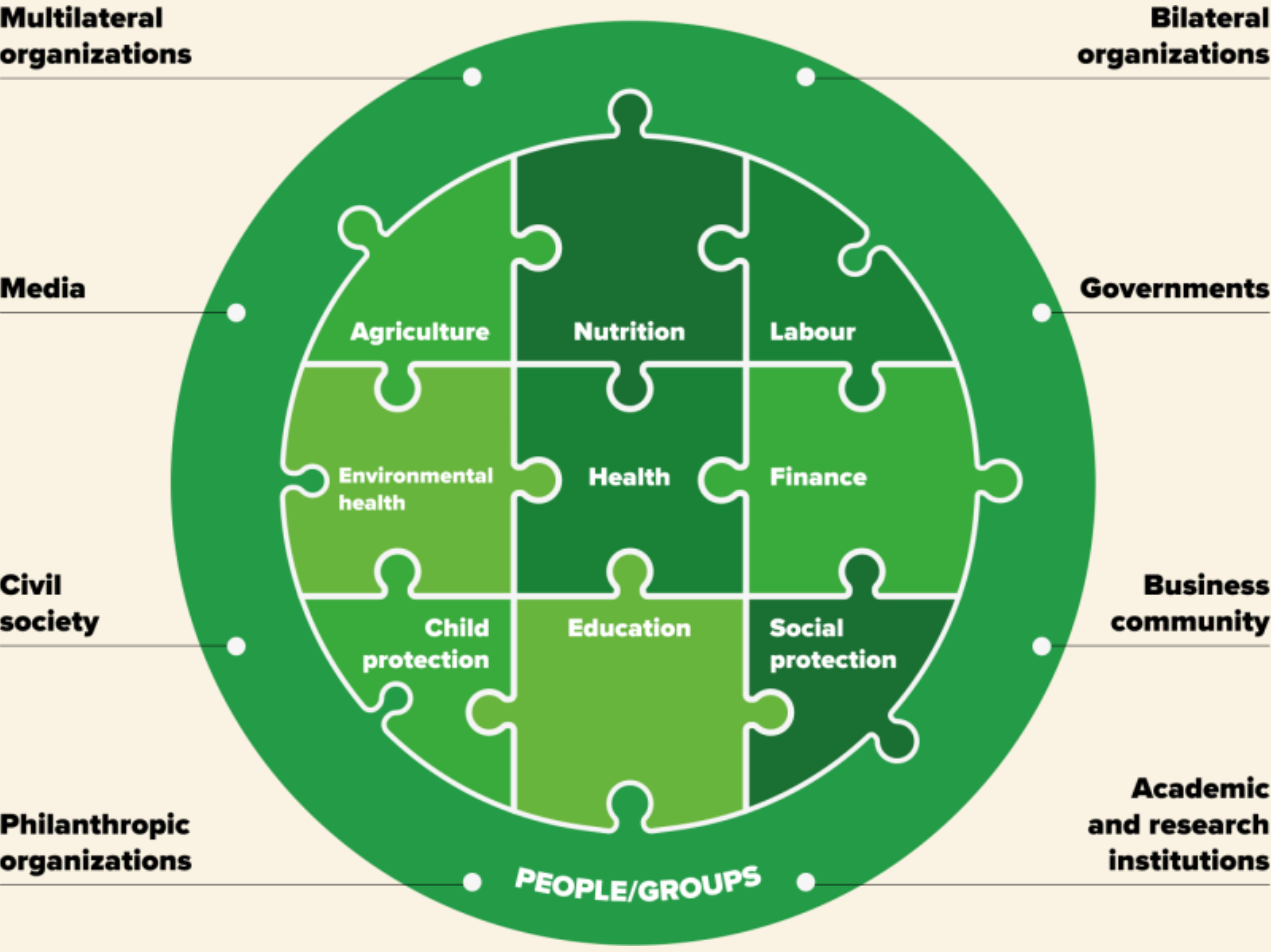 Multilateral
organizations
Bilateral
organizations
Media
Governments
Agriculture
Nutrition
Labour
Environmental
health
Health
Finance
Child
protection
Education
Social
protection
Civil
society
Business
community
Philanthropic
organizations
Academic
and research
institutions
PEOPLE/GROUPS